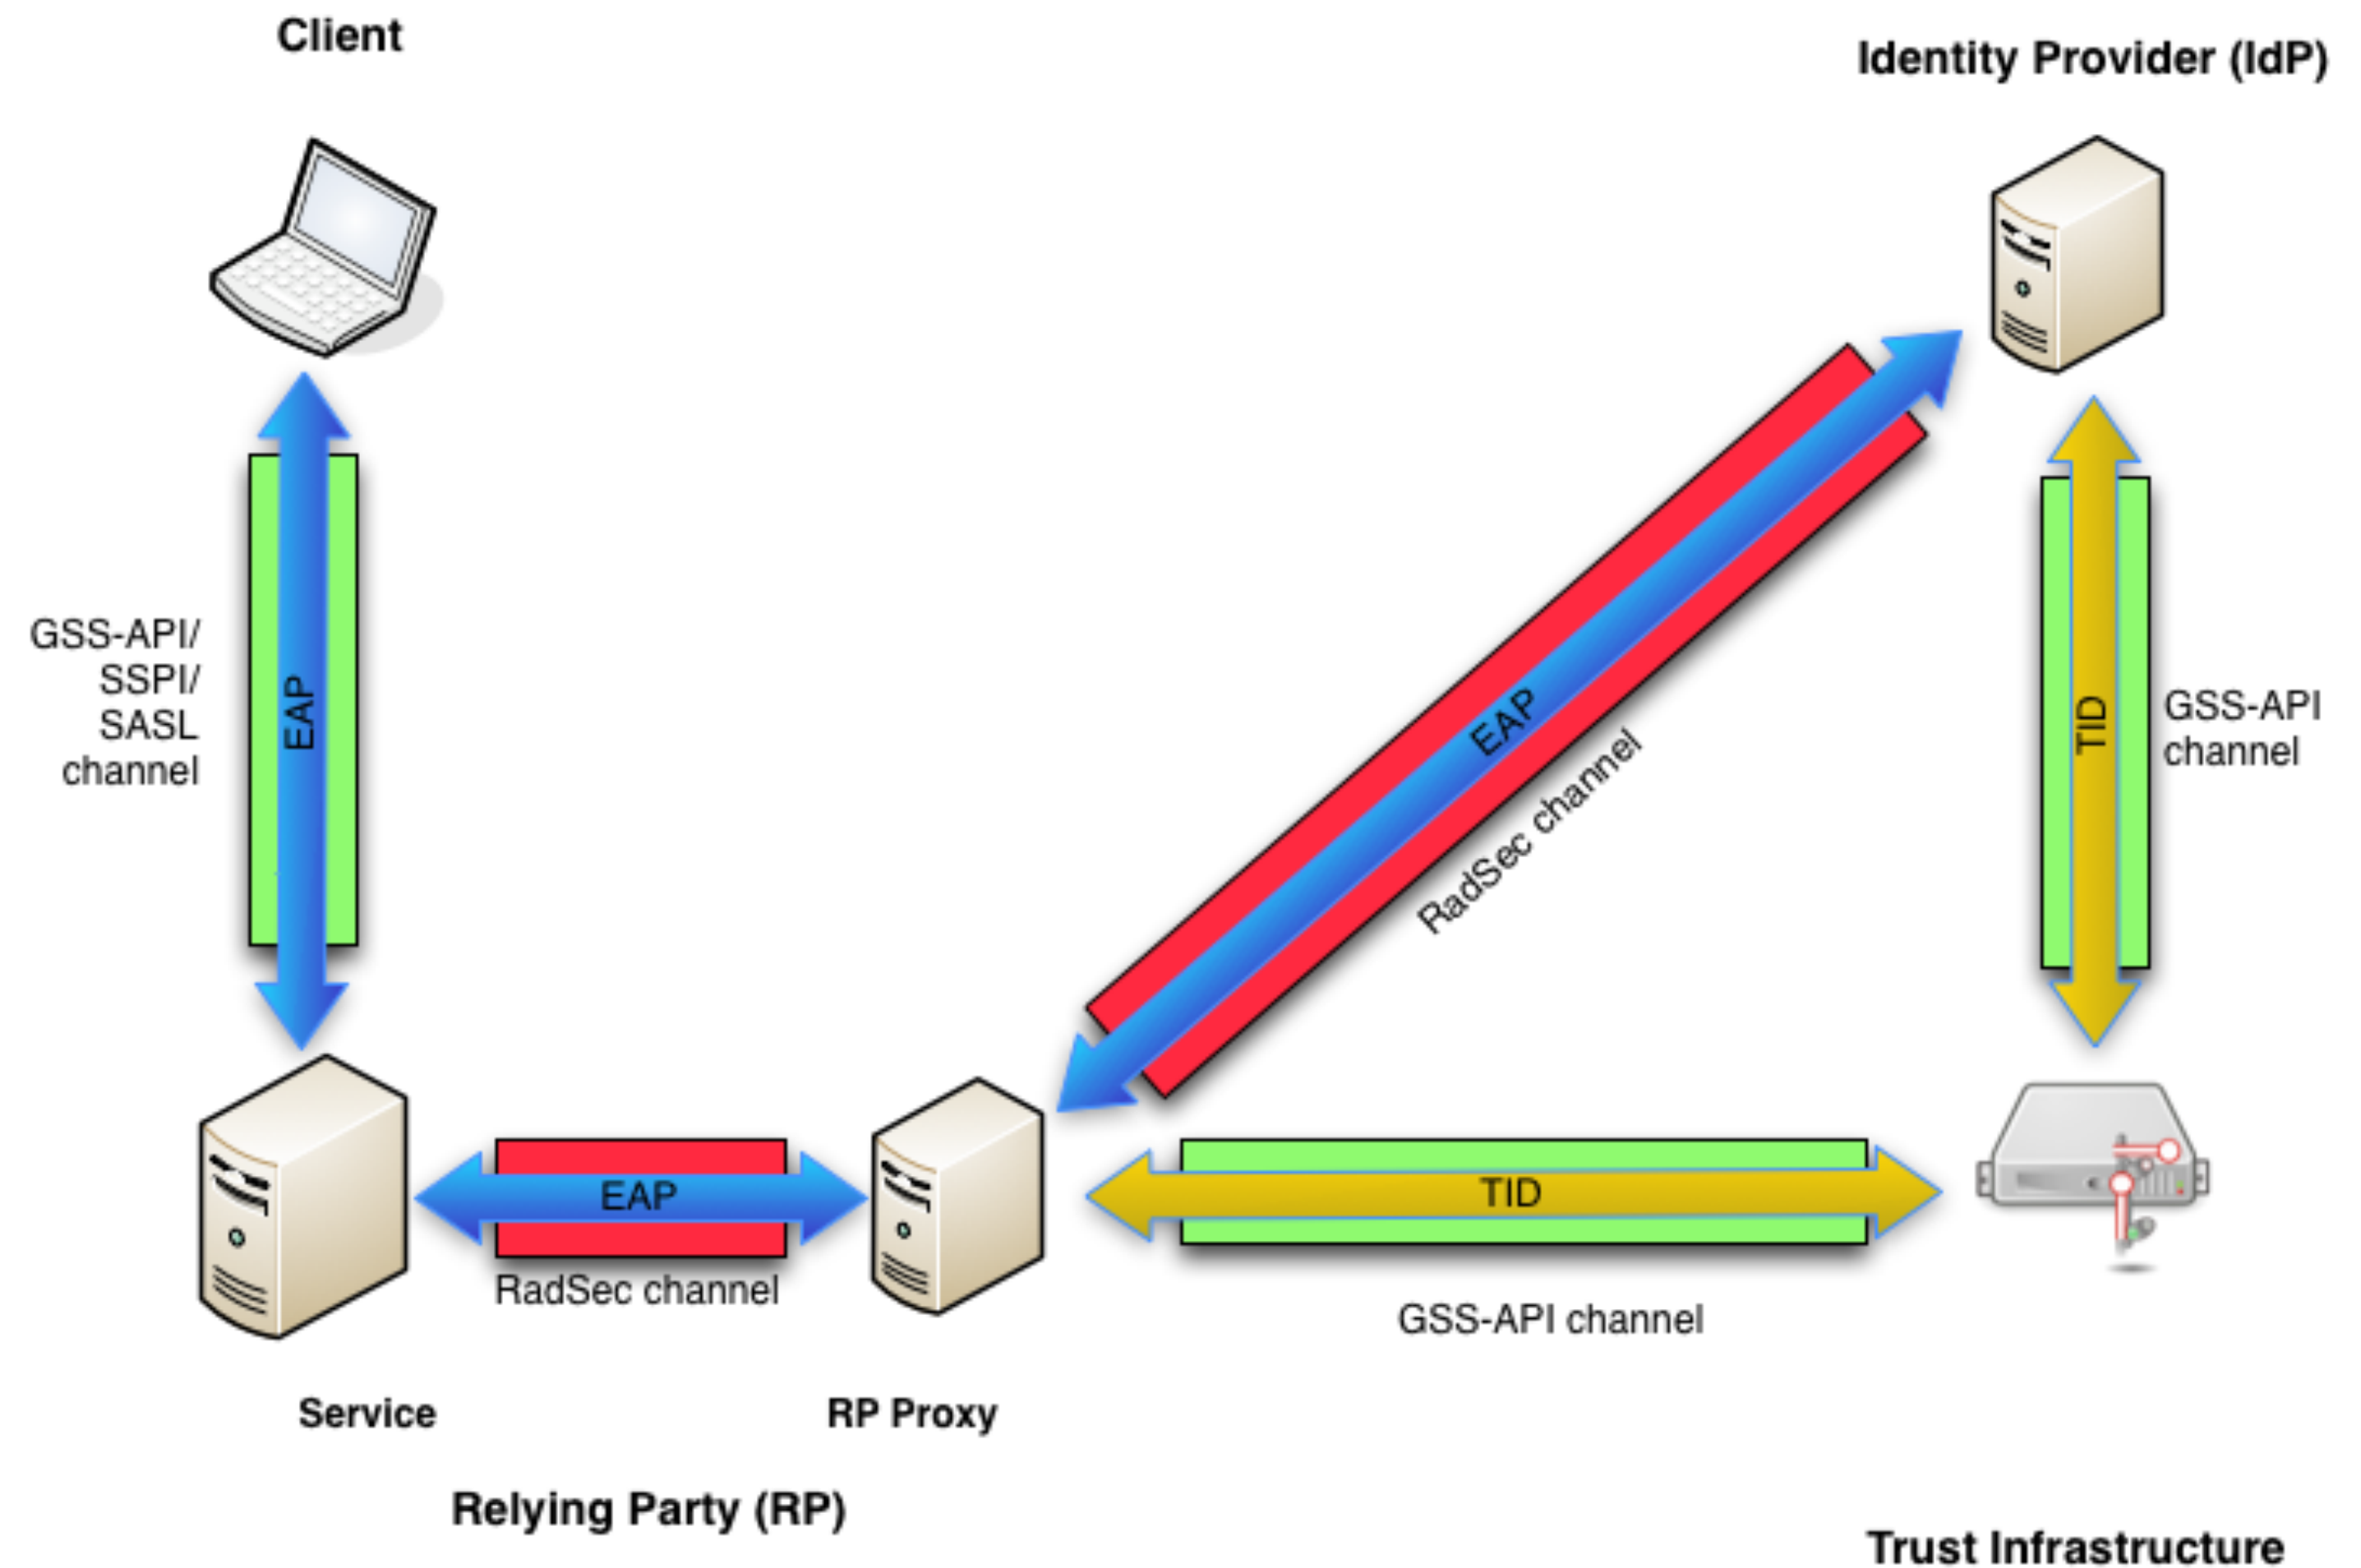 Client
Identity Provider (IdP)
GSS-API/
SSPI/
SASL
channel
EAP
EAP
RadSec channel
TID
GSS-API
channel
EAP
RadSec channel
TID
GSS-API channel
Service
RP Proxy
Relying Party (RP)
Trust Infrastructure